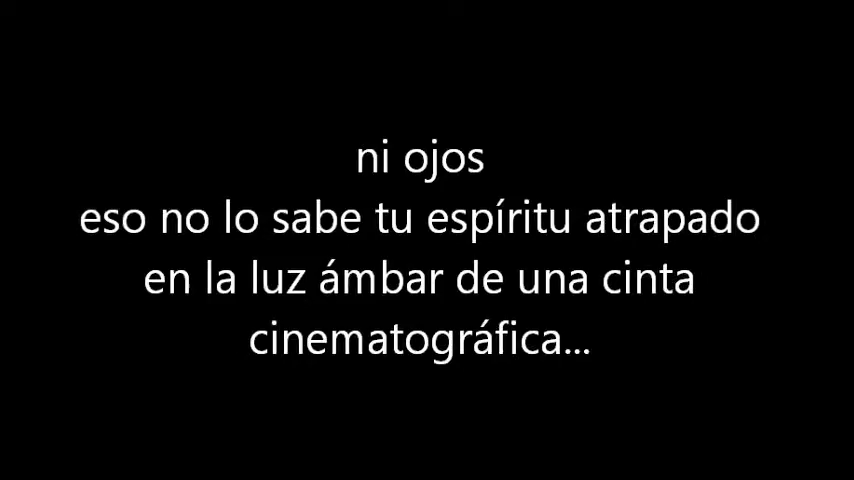 ni ojos
eso no lo sabe tu espíritu atrapado
en la luz ámbar de una cinta
cinematográfica...